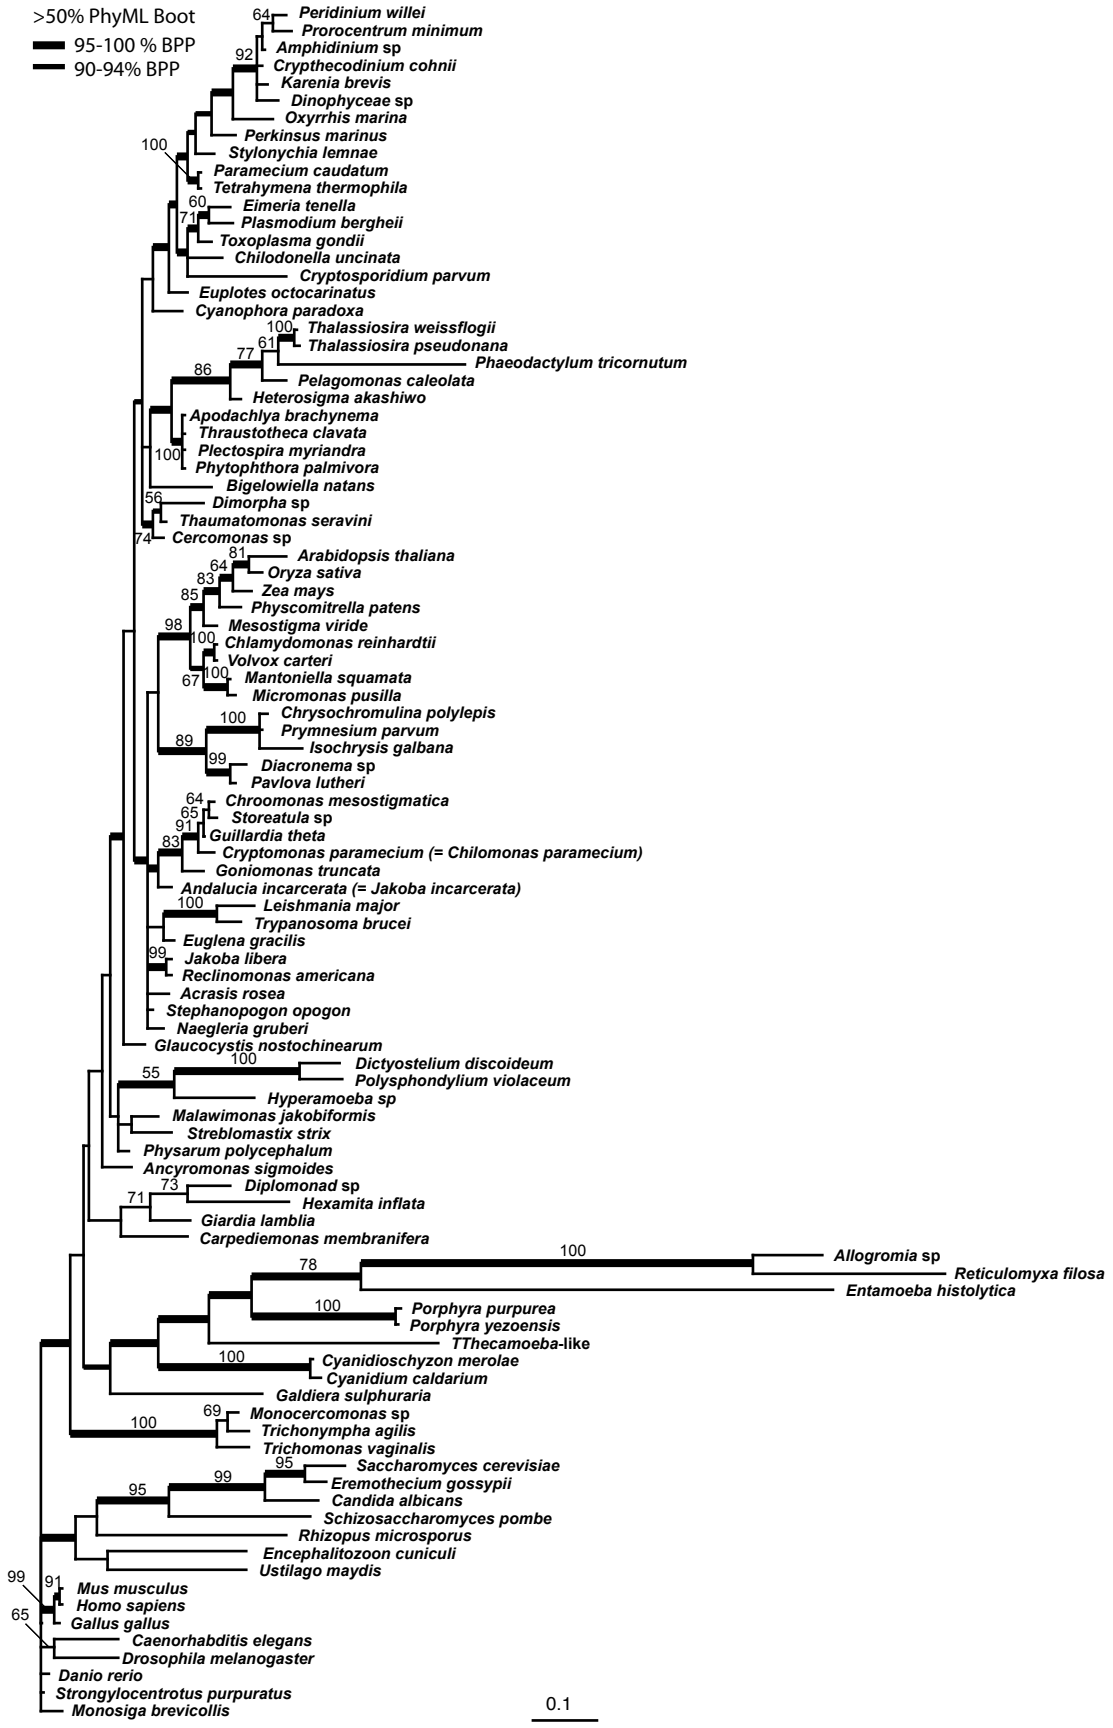 >50% PhyML Boot
95-100 % BPP
90-94% BPP
64
Peridinium willei
Prorocentrum minimum
Amphidinium sp
92
Crypthecodinium cohnii
Karenia brevis
Dinophyceae sp
Oxyrrhis marina
Perkinsus marinus
100
Stylonychia lemnae
Paramecium caudatum
Tetrahymena thermophila
60
Eimeria tenella
71
Plasmodium bergheii
Toxoplasma gondii
Chilodonella uncinata
Cryptosporidium parvum
Euplotes octocarinatus
Cyanophora paradoxa
100
Thalassiosira weissflogii
61
Thalassiosira pseudonana
77
Phaeodactylum tricornutum
86
Pelagomonas caleolata
Heterosigma akashiwo
Apodachlya brachynema
Thraustotheca clavata
100
Plectospira myriandra
Phytophthora palmivora
Bigelowiella natans
56
Dimorpha sp
Thaumatomonas seravini
74
Cercomonas sp
81
Arabidopsis thaliana
64
Oryza sativa
83
Zea mays
85
Physcomitrella patens
98
Mesostigma viride
100
Chlamydomonas reinhardtii
Volvox carteri
67
100
Mantoniella squamata
Micromonas pusilla
100
Chrysochromulina polylepis
Prymnesium parvum
89
Isochrysis galbana
99
Diacronema sp
Pavlova lutheri
64
Chroomonas mesostigmatica
65
Storeatula sp
91
Guillardia theta
83
Cryptomonas paramecium (= Chilomonas paramecium)
Goniomonas truncata
Andalucia incarcerata (= Jakoba incarcerata)
100
Leishmania major
Trypanosoma brucei
Euglena gracilis
99
Jakoba libera
Reclinomonas americana
Acrasis rosea
Stephanopogon opogon
Naegleria gruberi
Glaucocystis nostochinearum
100
Dictyostelium discoideum
55
Polysphondylium violaceum
Hyperamoeba sp
Malawimonas jakobiformis
Streblomastix strix
Physarum polycephalum
Ancyromonas sigmoides
73
Diplomonad sp
71
Hexamita inflata
Giardia lamblia
Carpediemonas membranifera
100
Allogromia sp
78
Reticulomyxa filosa
Entamoeba histolytica
100
Porphyra purpurea
Porphyra yezoensis
TThecamoeba-like
100
Cyanidioschyzon merolae
Cyanidium caldarium
Galdiera sulphuraria
69
Monocercomonas sp
100
Trichonympha agilis
Trichomonas vaginalis
95
Saccharomyces cerevisiae
99
Eremothecium gossypii
95
Candida albicans
Schizosaccharomyces pombe
Rhizopus microsporus
Encephalitozoon cuniculi
Ustilago maydis
99
91
Mus musculus
Homo sapiens
65
Gallus gallus
Caenorhabditis elegans
Drosophila melanogaster
Danio rerio
Strongylocentrotus purpuratus
Monosiga brevicollis
0.1